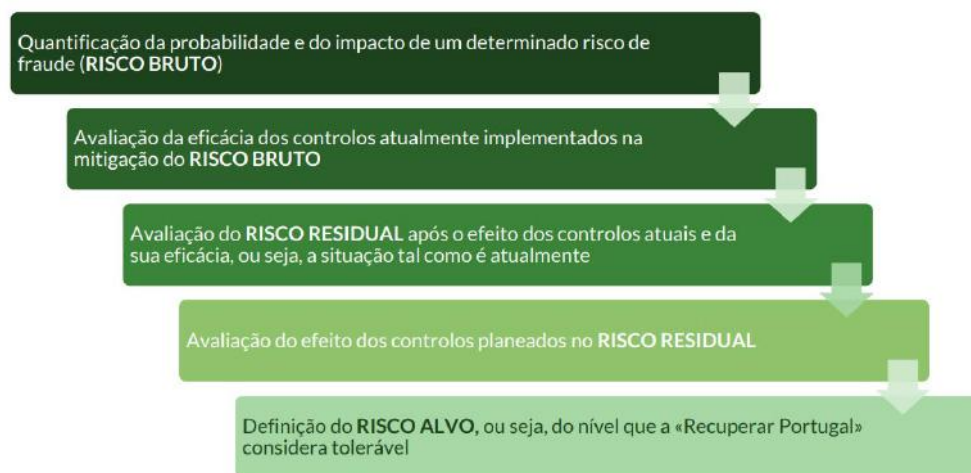 Quantificação da probabilidade e do impacto de um determinado risco de
fraude (RISCO BRUTO)
Avaliação da eficácia dos controlos atualmente implementados na
mitigação do RISCO BRUTO
Avaliação do RISCO RESIDUAL após o efeito dos controlos atuais e da
sua eficácia, ou seja, a situação tal como é atualmente
Avaliação do efeito dos controlos planeados no RISCO RESIDUAL
Definição do RISCO ALVO, ou seja, do nível que a «Recuperar Portugal»
considera tolerável